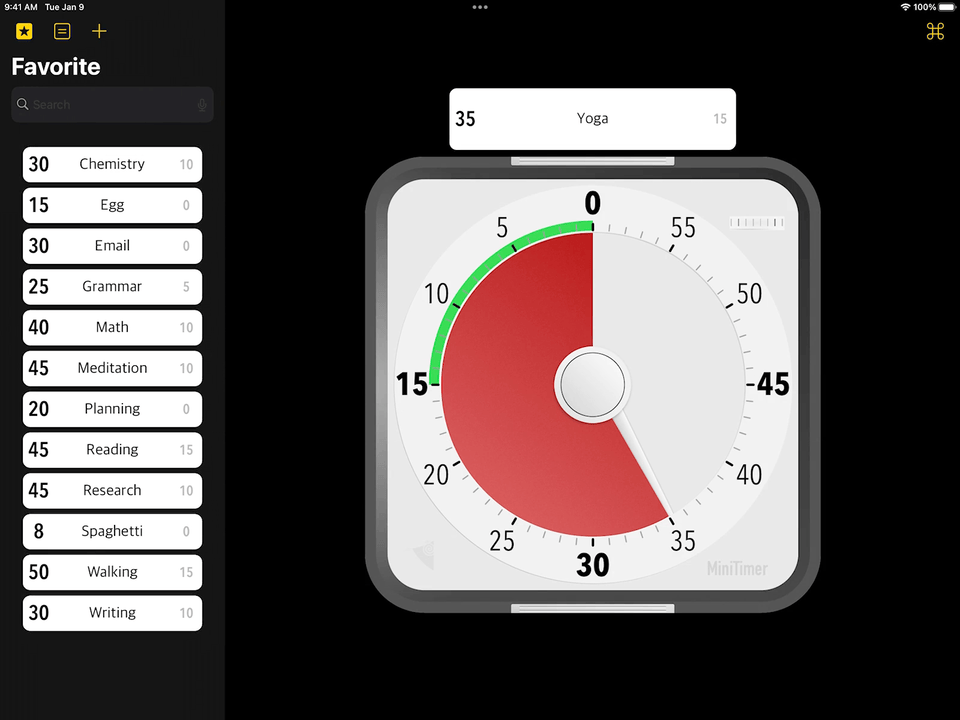 9:41 AM Tue Jan 9
100%
Favorite
Search
30 Chemistry 10
15 Egg 0
30 Email 0
25 Grammar 5
40 Math 10
45 Meditation 10
20 Planning 0
45 Reading 15
45 Research 10
8 Spaghetti 0
50 Walking 15
30 Writing 10
35 Yoga 15
0
5 55
10 50
15 45
20 40
25 35
30
MiniTimer